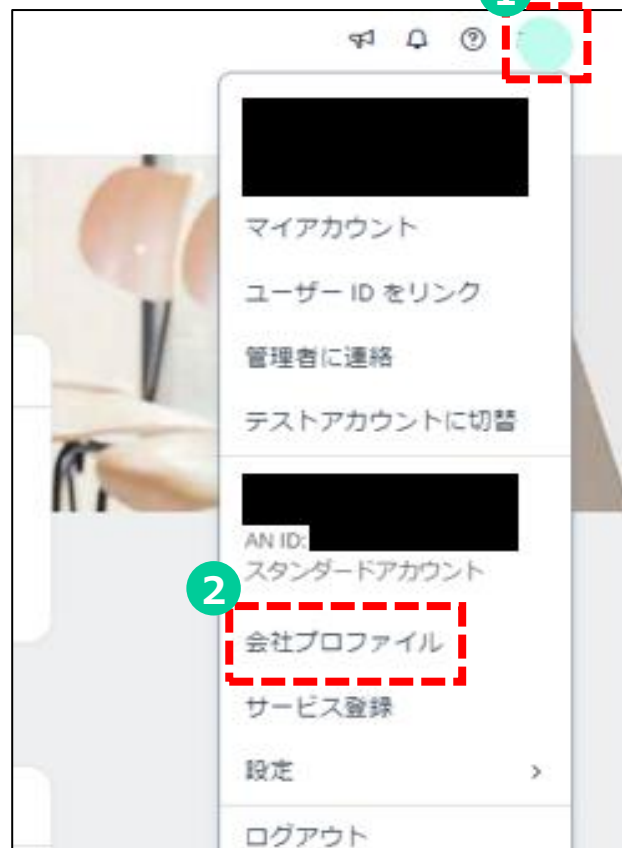 1
マイアカウント
ユーザー ID をリンク
管理者に連絡
テストアカウントに切替
AN ID:
スタンダードアカウント
2
会社プロファイル
サービス登録
設定
ログアウト